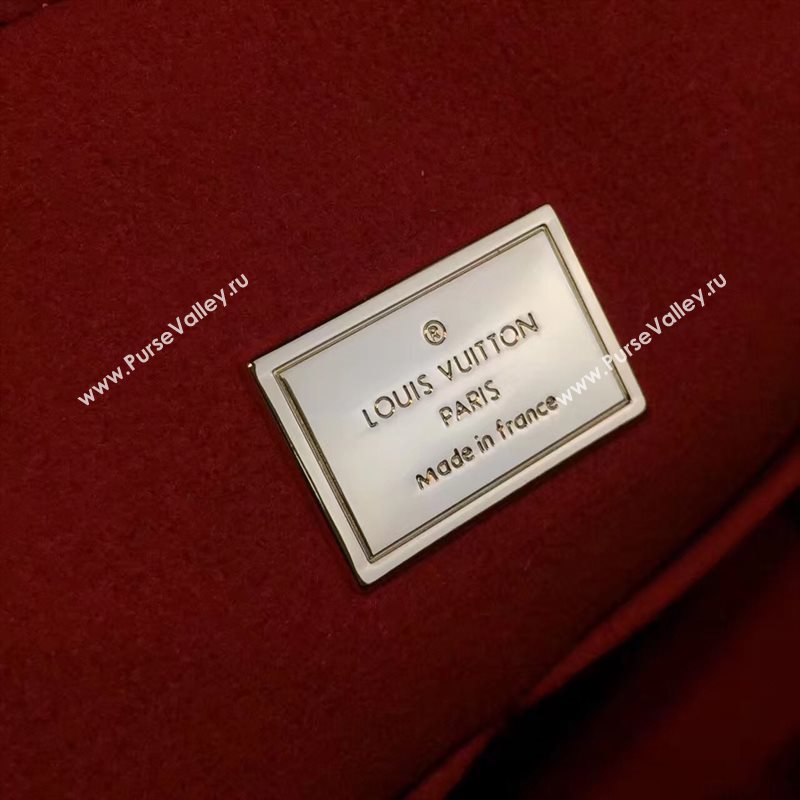 ®
LOUIS VUITTON
PARIS
Made in france
www.PurseValley.ru
www.PurseValley.ru